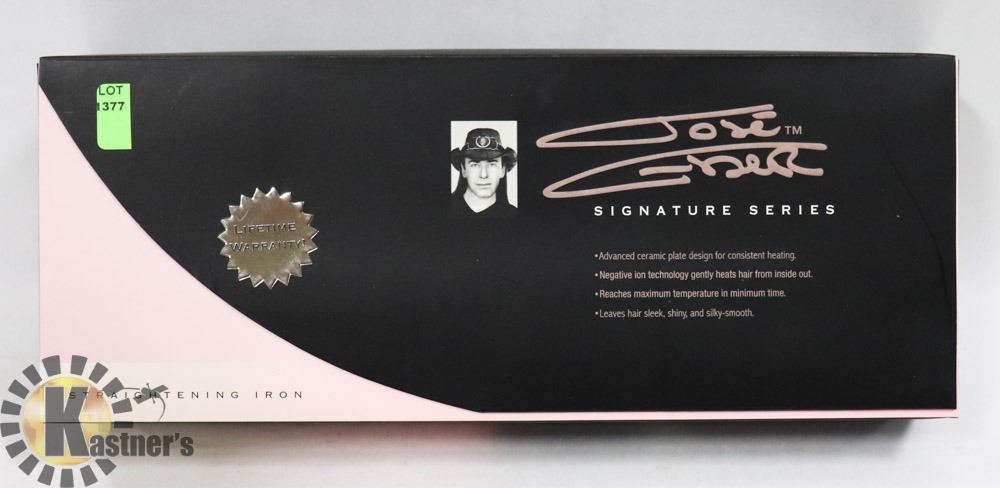 LOT
1377
José™
Eber
SIGNATURE SERIES
LIFETIME
WARRANTY!
•Advanced ceramic plate design for consistent heating.
•Negative ion technology gently heats hair from inside out.
•Reaches maximum temperature in minimum time.
•Leaves hair sleek, shiny, and silky-smooth.
STRAIGHTENING IRON
Kastner's